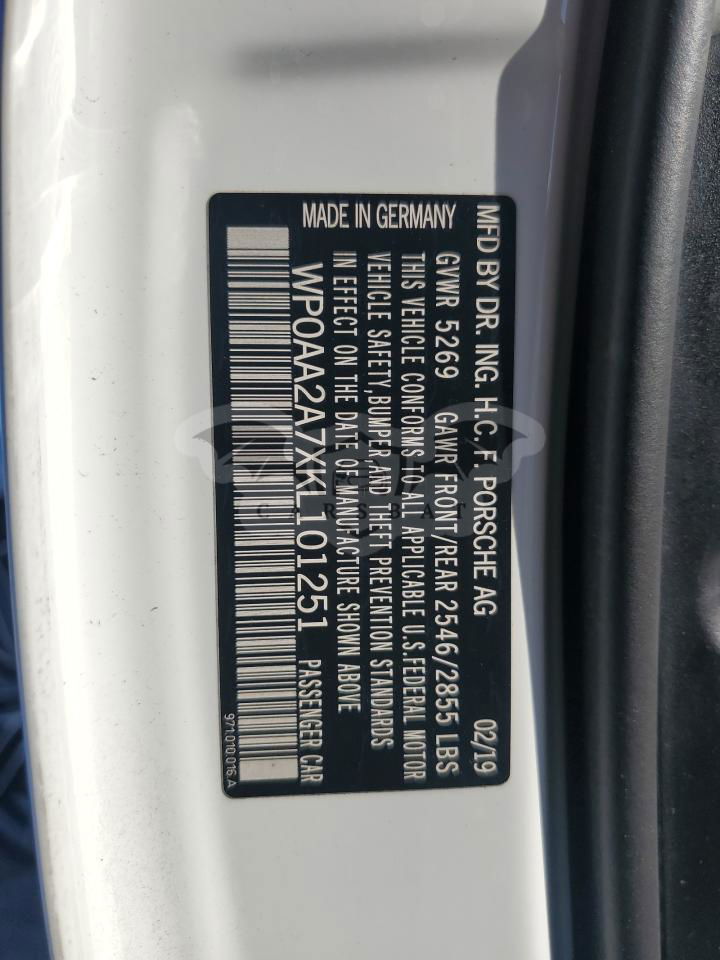 MFD BY DR. ING. H.C. F. PORSCHE AG 02/19
GVWR 5269 GAWR FRONT/REAR 2546/2855 LBS
THIS VEHICLE CONFORMS TO ALL APPLICABLE U.S.FEDERAL MOTOR
VEHICLE SAFETY,BUMPER,AND THEFT PREVENTION STANDARDS
IN EFFECT ON THE DATE OF MANUFACTURE SHOWN ABOVE
MADE IN GERMANY
WP0AA2A7XKL101251 PASSENGER CAR
971.010.016.A
CARSBAT